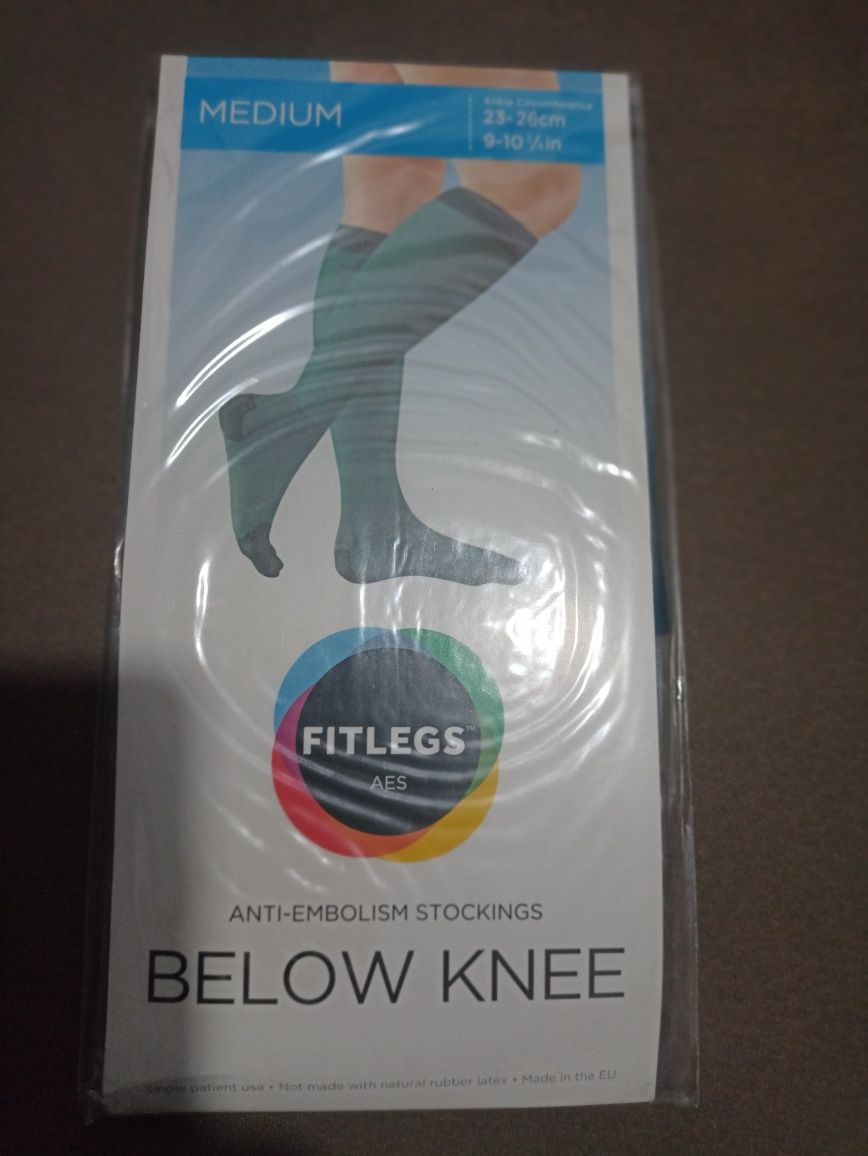 MEDIUM
Ankle Circumference
23-26cm
9-10 ¼in
FITLEGS™
AES
ANTI-EMBOLISM STOCKINGS
BELOW KNEE
Single patient use • Not made with natural rubber latex • Made in the EU